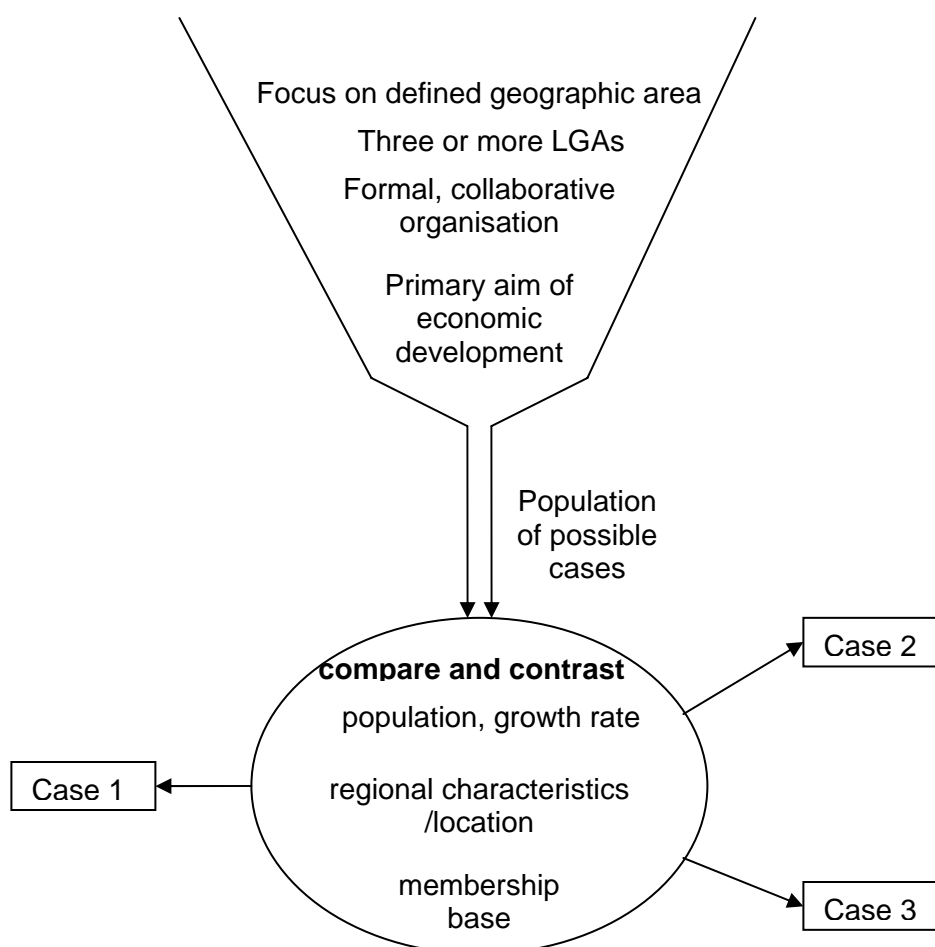 Focus on defined geographic area
Three or more LGAs
Formal, collaborative
organisation
Primary aim of
economic
development
Population
of possible
cases
compare and contrast
population, growth rate
regional characteristics
/location
membership
base
Case 1
Case 2
Case 3